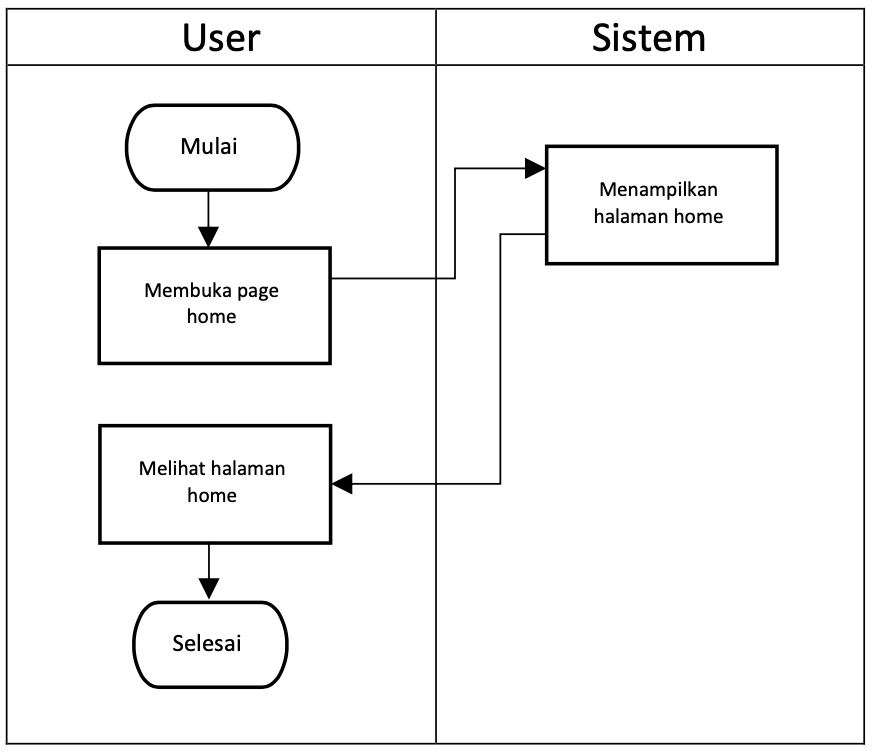 User
Sistem
Mulai
Membuka page
home
Menampilkan
halaman home
Melihat halaman
home
Selesai